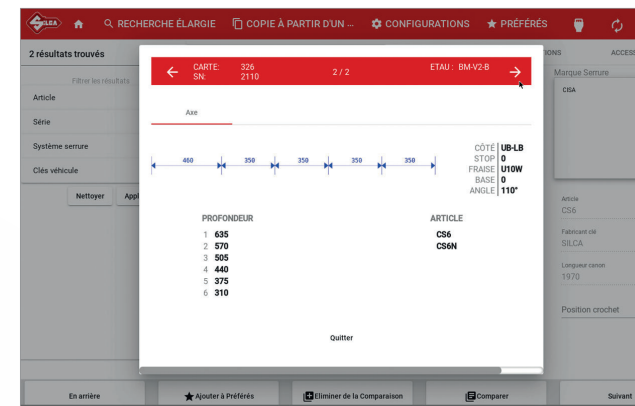 SILCA
RECHERCHE ÉLARGIE
COPIE À PARTIR D'UN ...
CONFIGURATIONS
PRÉFÉRÉS
2 résultats trouvés
Filtrer les résultats
Article
Série
Système serrure
Clés véhicule
Nettoyer
Appl
IONS
ACCESS
Marque Serrure
CISA
Article
CS6
Fabricant clé
SILCA
1970
Position crochet
CARTE: 326
SN: 2110
2 / 2
ETAU : BM-V2-B
Axe
460 350 350 350 350
CÔTÉ UB-LB
STOP 0
FRAISE U10W
BASE 0
ANGLE 110°
PROFONDEUR
1 635
2 570
3 505
4 440
5 375
6 310
ARTICLE
CS6
CS6N
Quitter
En arrière
Ajouter à Préférés
Eliminer de la Comparaison
Comparer
Suivant